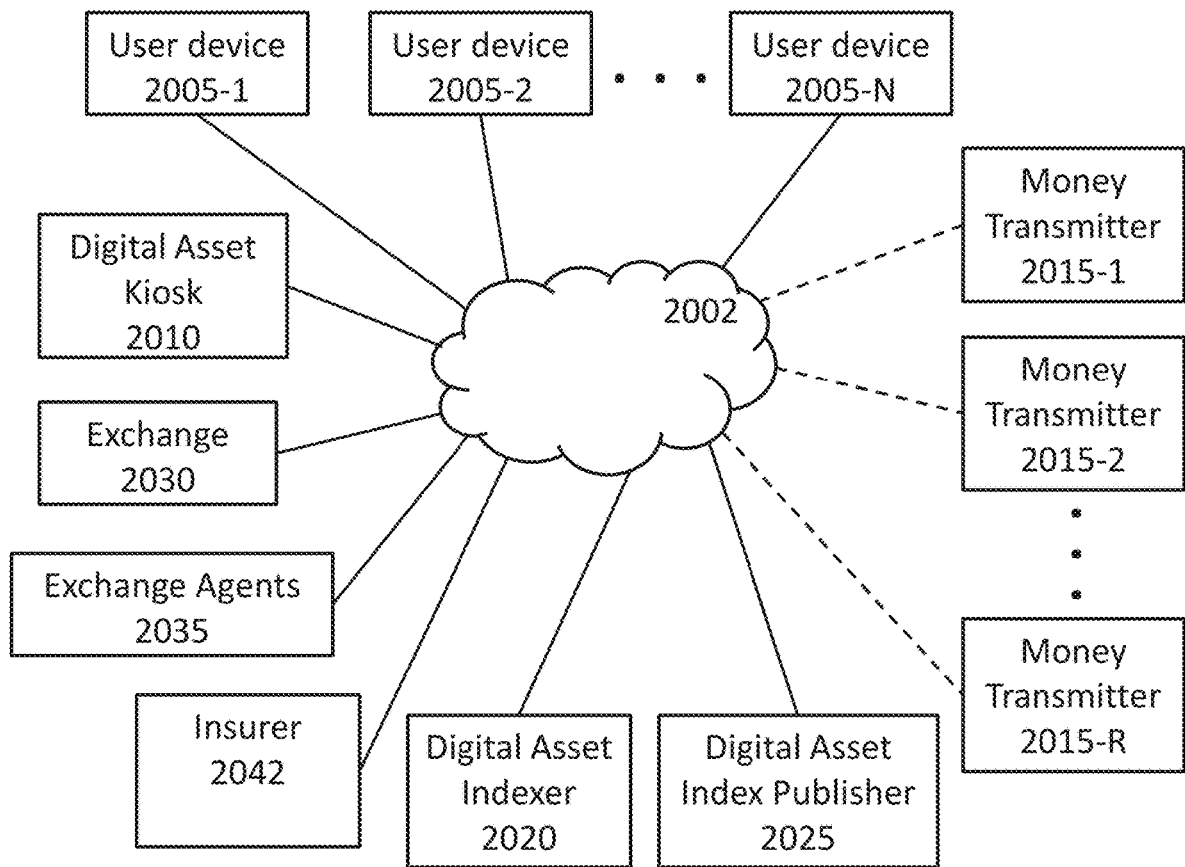 User device
2005-1
User device
2005-2
User device
2005-N
Money
Transmitter
2015-1
Digital Asset
Kiosk
2010
2002
Money
Transmitter
2015-2
Exchange
2030
Exchange Agents
2035
Money
Transmitter
2015-R
Insurer
2042
Digital Asset
Indexer
2020
Digital Asset
Index Publisher
2025